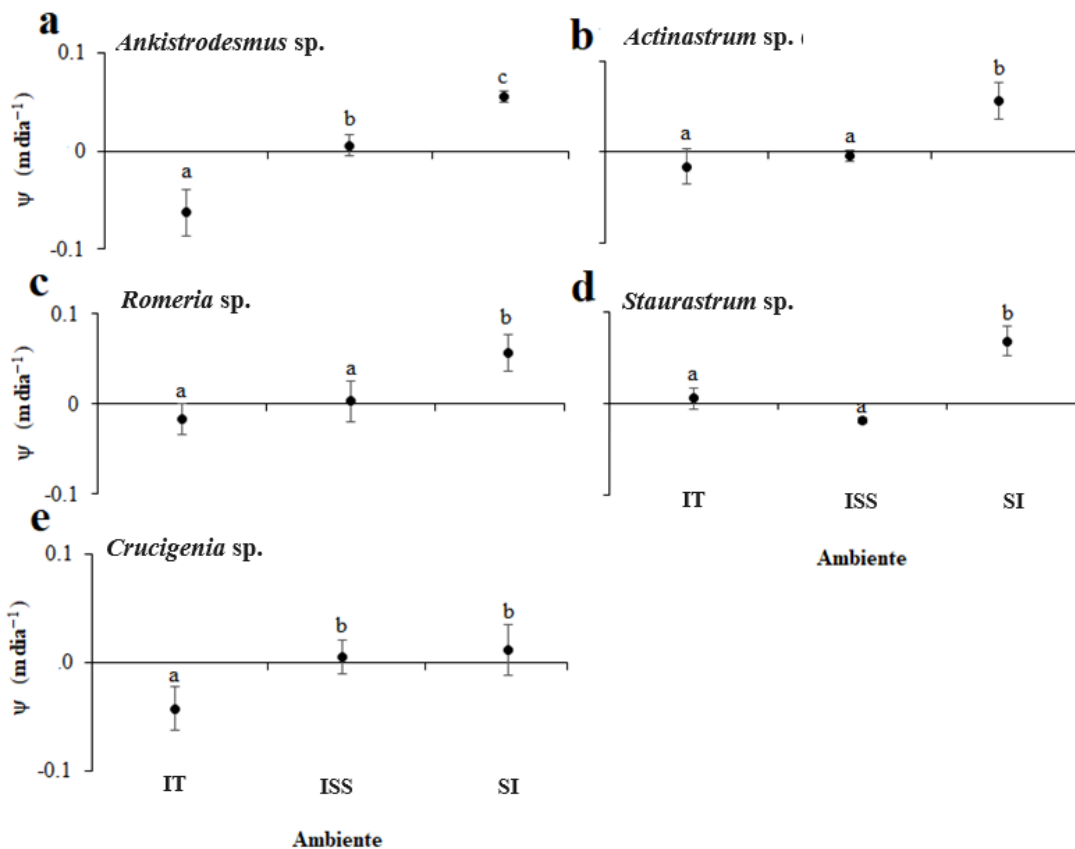 a
Ankistrodesmus sp.
0.1
0
-0.1
ψ (m dia⁻¹)
a
b
c
b
Actinastrum sp. (
a
a
b
c
Romeria sp.
0.1
0
-0.1
ψ (m dia⁻¹)
a
a
b
d
Staurastrum sp.
a
a
b
IT
ISS
SI
Ambiente
e
Crucigenia sp.
0.1
.0
-0.1
ψ (m dia⁻¹)
a
b
b
IT
ISS
SI
Ambiente